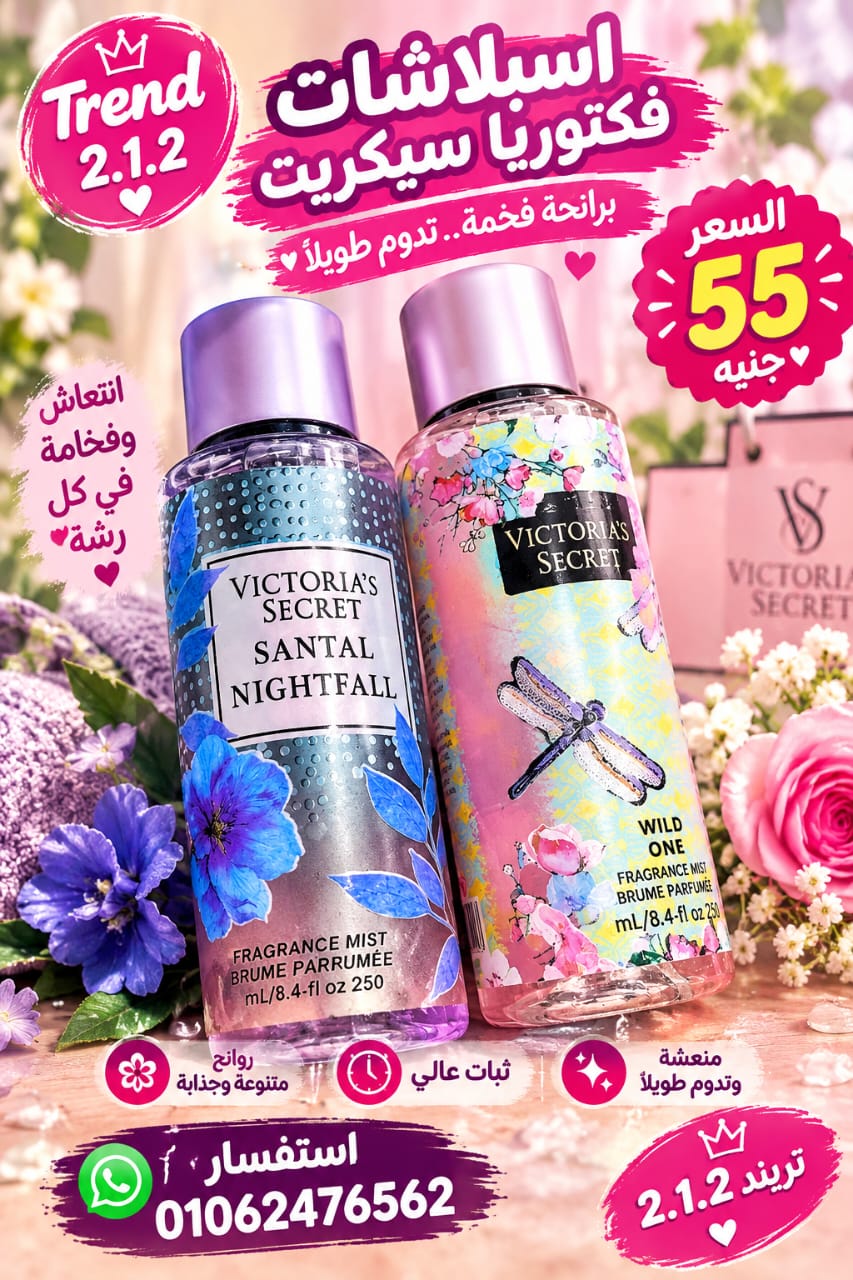 Trend
2.1.2
اسبلاشات
فكتوريا سيكريت
برائحة فخمة.. تدوم طويلاً
السعر
55
جنيه
انتعاش
وفخامة
في كل
رشة
VICTORIA'S
SECRET
SANTAL
NIGHTFALL
FRAGRANCE MIST
BRUME PARRUMÉE
mL/8.4-fl oz 250
VICTORIA'S
SECRET
WILD
ONE
FRAGRANCE MIST
BRUME PARFUMÉE
mL/8.4-fl oz 250
VS
VICTORIA
SECRET
روائح
متنوعة وجذابة
ثبات عالي
منعشة
وتدوم طويلاً
استفسار
01062476562
تريند 2.1.2